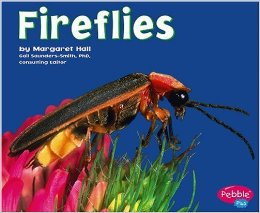 Fireflies
by Margaret Hall
Gail Saunders-Smith, PhD,
Consulting Editor
Pebble
Plus